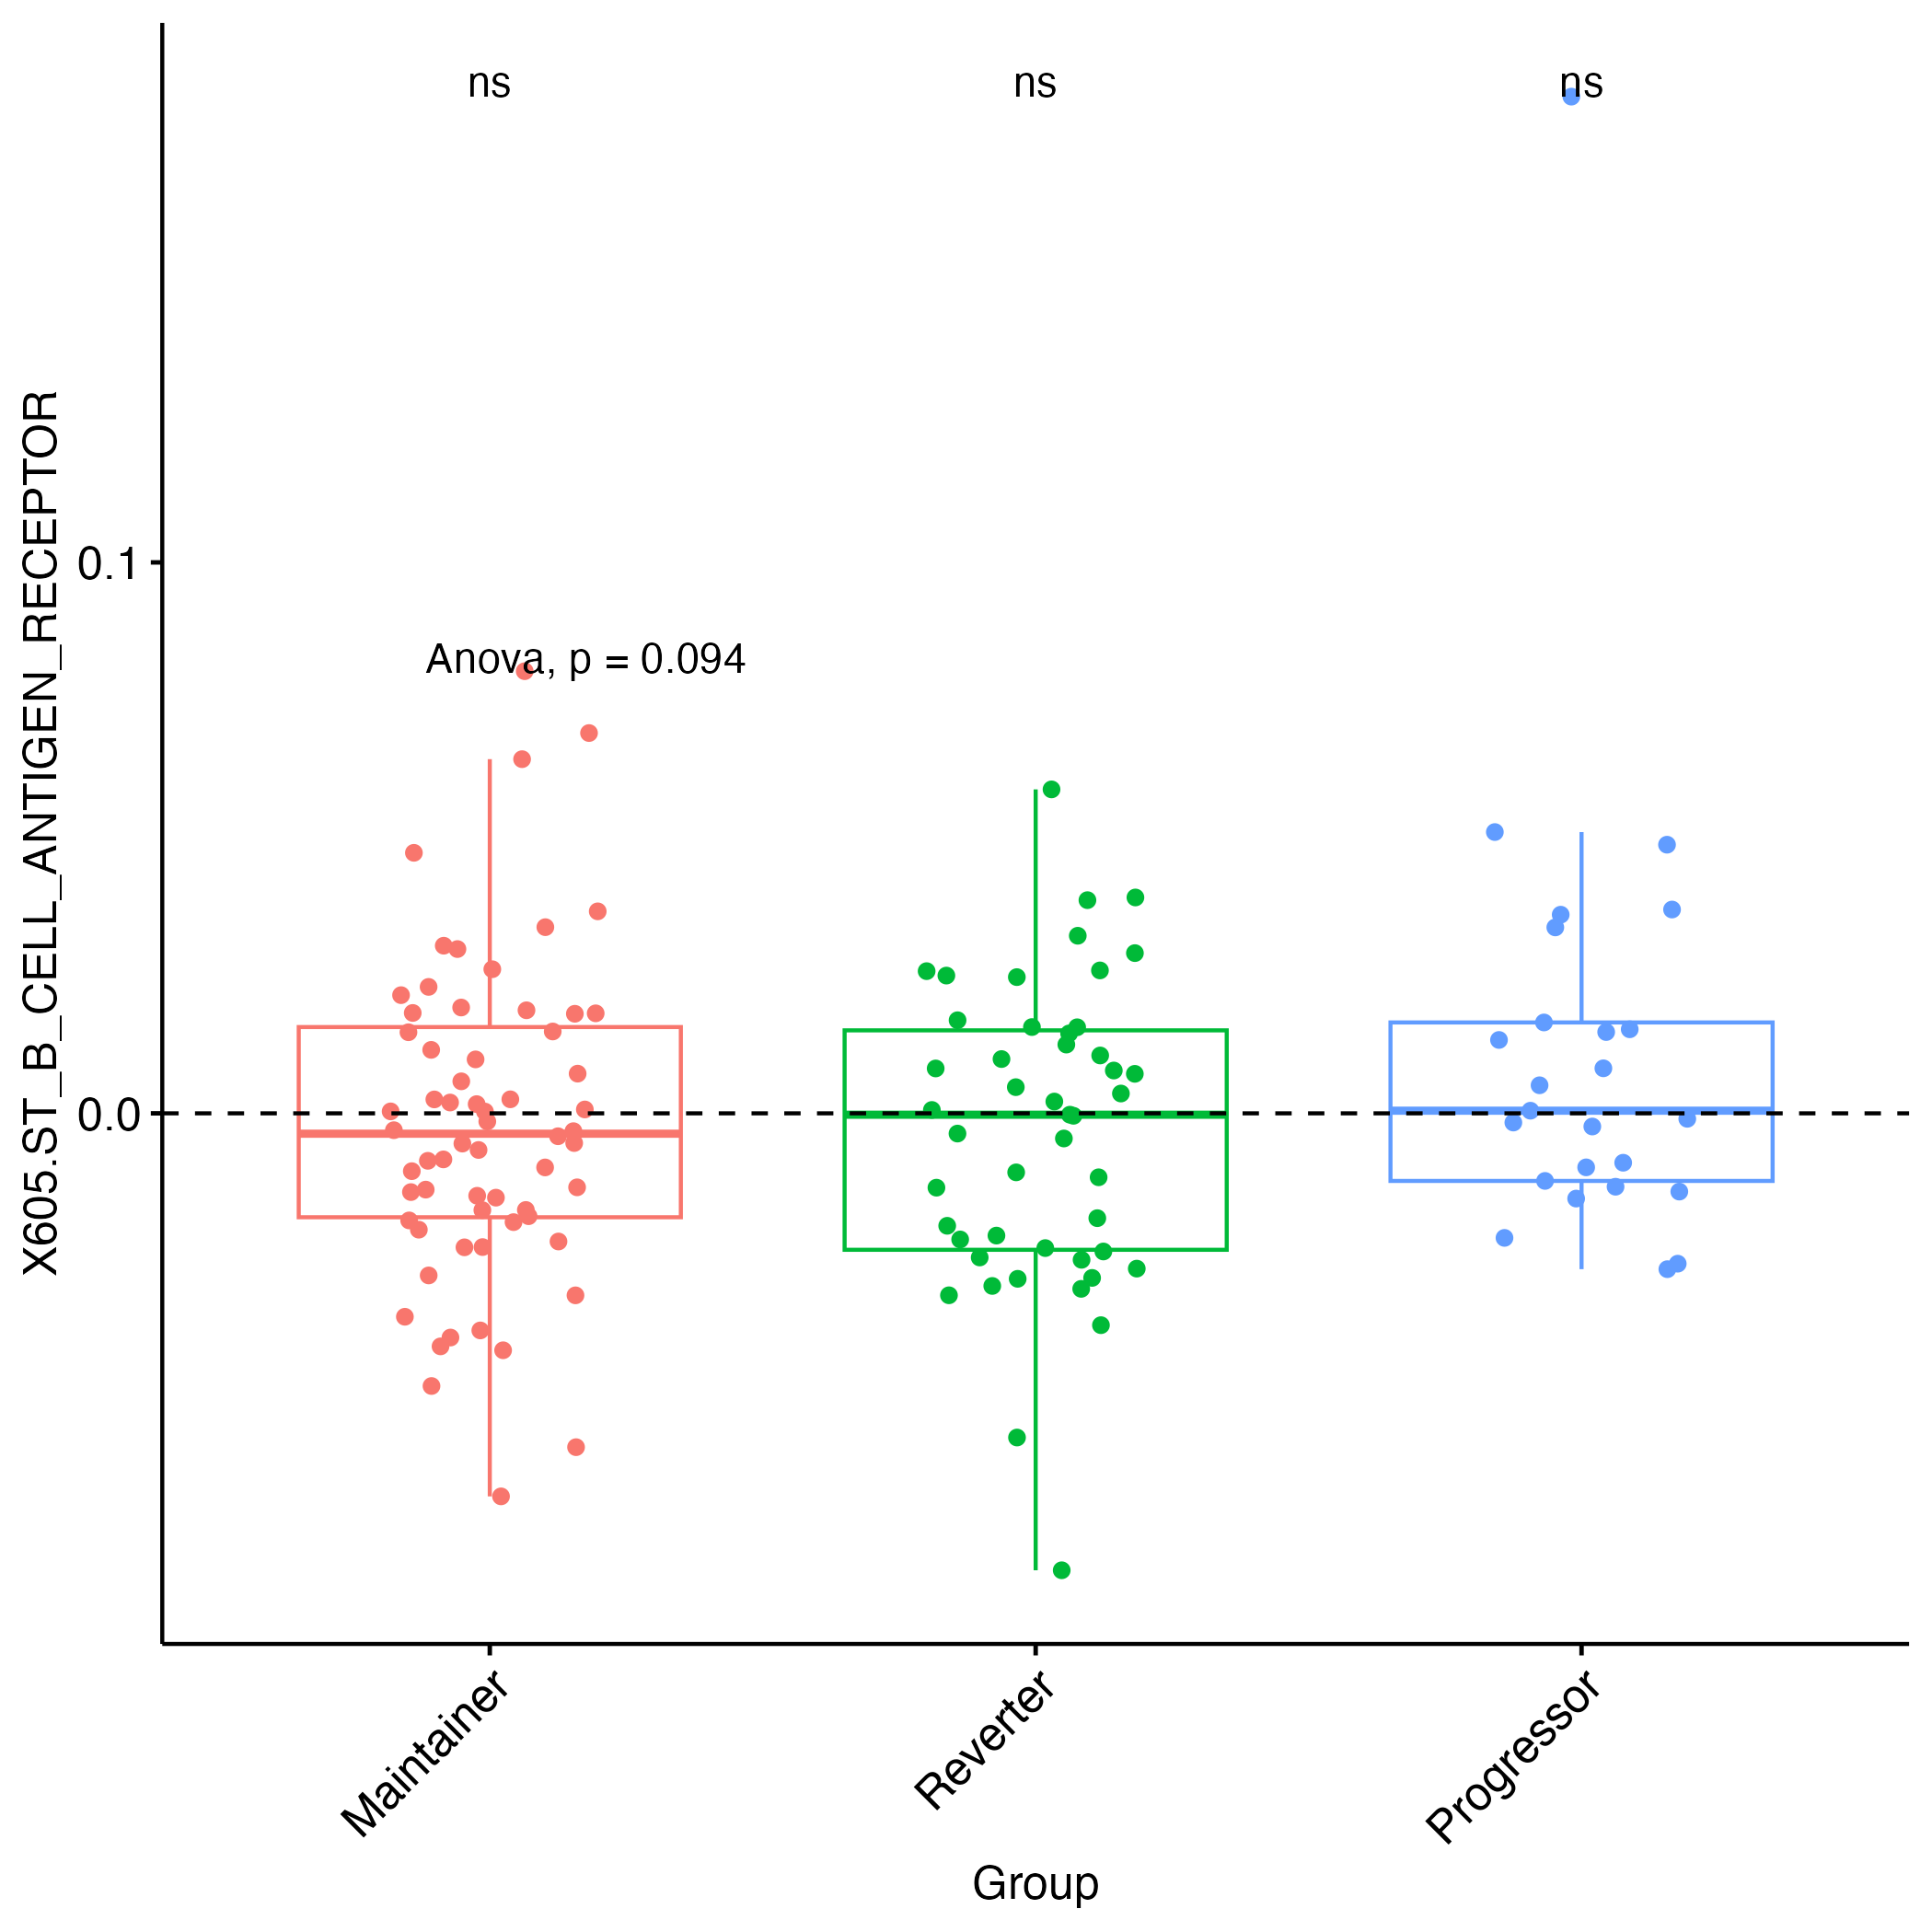 ns ns ns
X605.ST_B_CELL_ANTIGEN_RECEPTOR
0.1
Anova, p = 0.094
0.0
Maintainer Reverter Progressor
Group